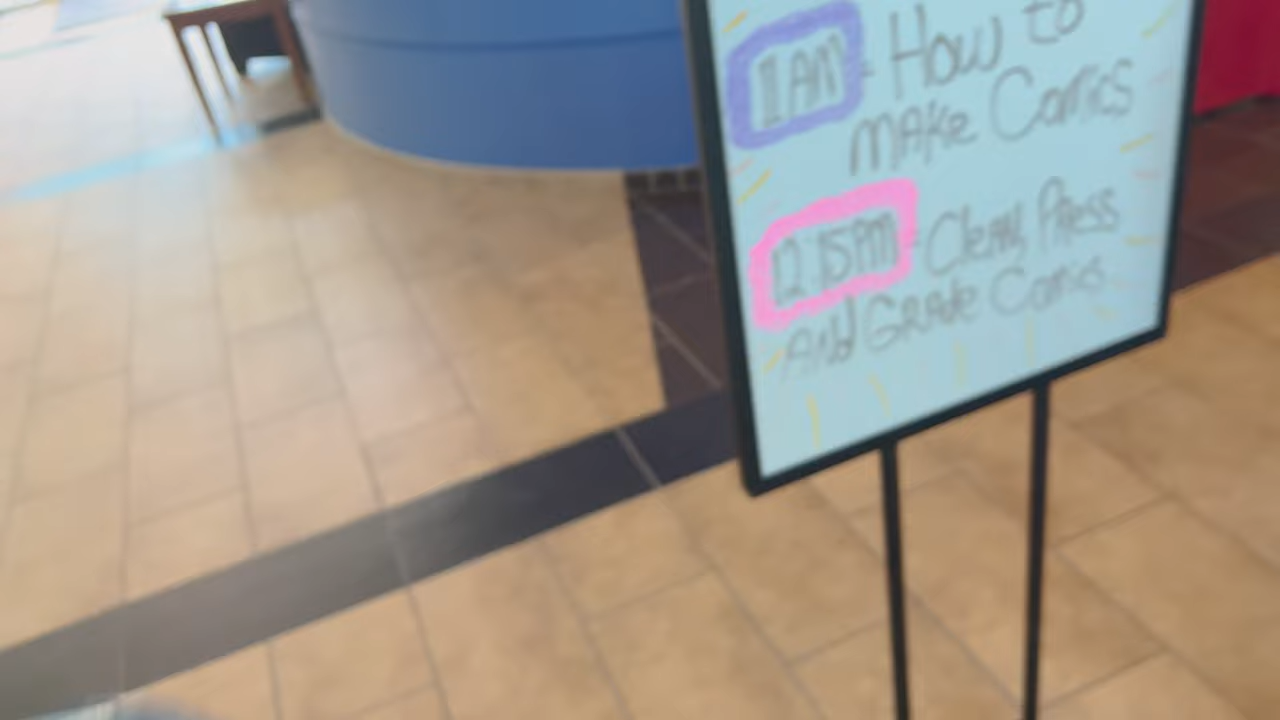 11AM - How to
MAKe Comics
12:15PM - Clean, Press
And GRADe Comics